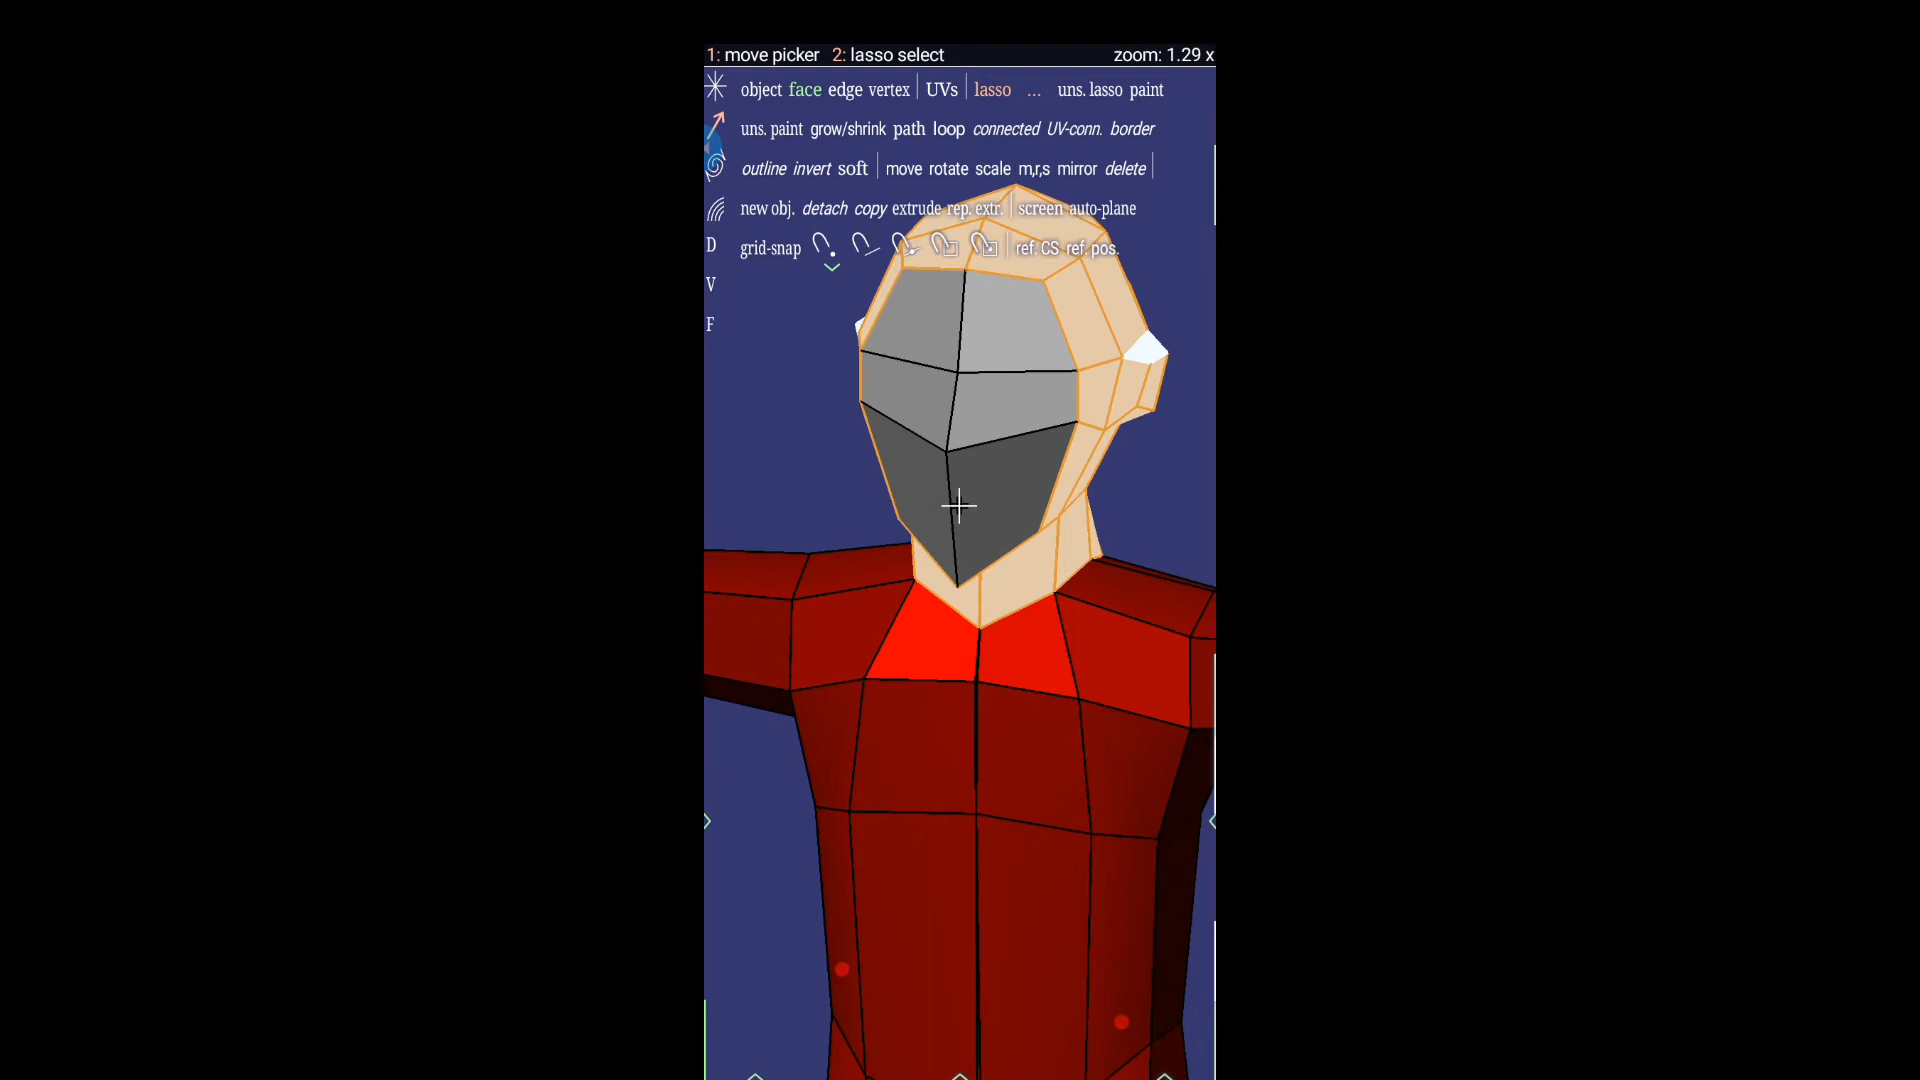 1: move picker 2: lasso select zoom: 1.29 x
object face edge vertex UVs lasso ... uns. lasso paint
uns. paint grow/shrink path loop connected UV-conn. border
outline invert soft move rotate scale m,r,s mirror delete
new obj. detach copy extrude rep. extr. screen auto-plane
D grid-snap ref. CS ref. pos.
V
F